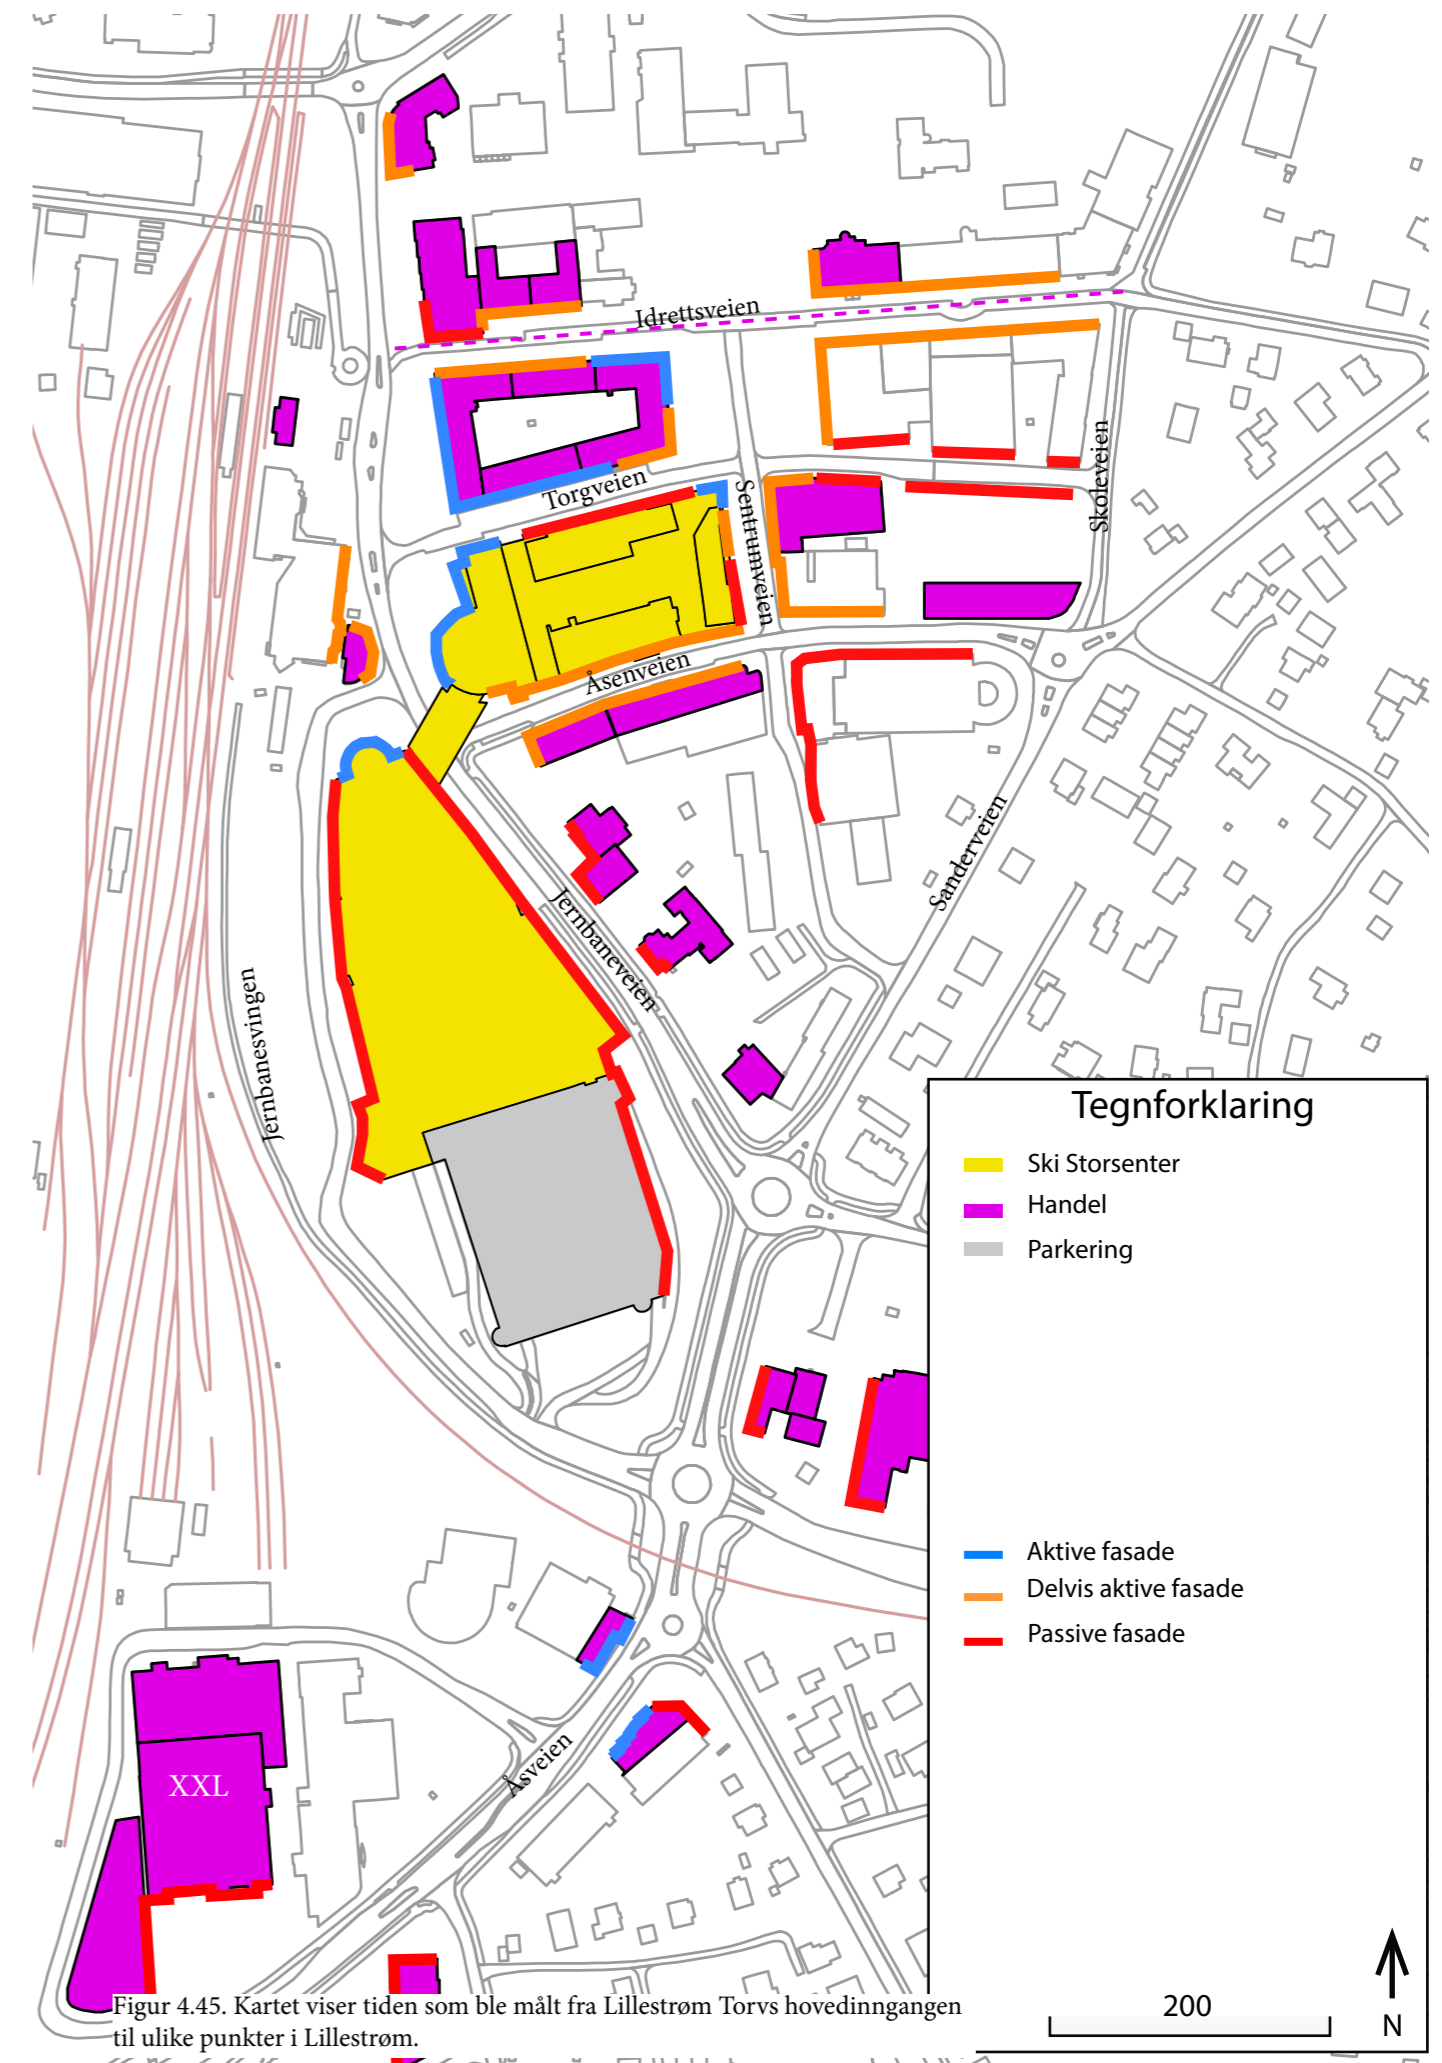 Idrettsveien
Torgveien
Sentrumveien
Skoleveien
Åsenveien
Sanderveien
Jernbaneveien
Jernbanesvingen
Tegnforklaring
Ski Storsenter
Handel
Parkering
Aktive fasade
Delvis aktive fasade
Passive fasade
Åsveien
XXL
200
N
Figur 4.45. Kartet viser tiden som ble målt fra Lillestrøm Torvs hovedinngangen
til ulike punkter i Lillestrøm.